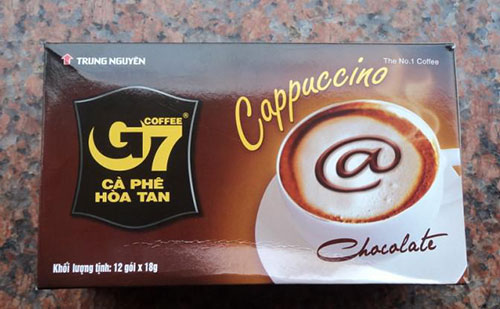 TRUNG NGUYÊN
The No.1 Coffee
Cappuccino
COFFEE
G7®
CÀ PHÊ
HÒA TAN
@
Chocolate
Khối lượng tịnh: 12 gói x 18g